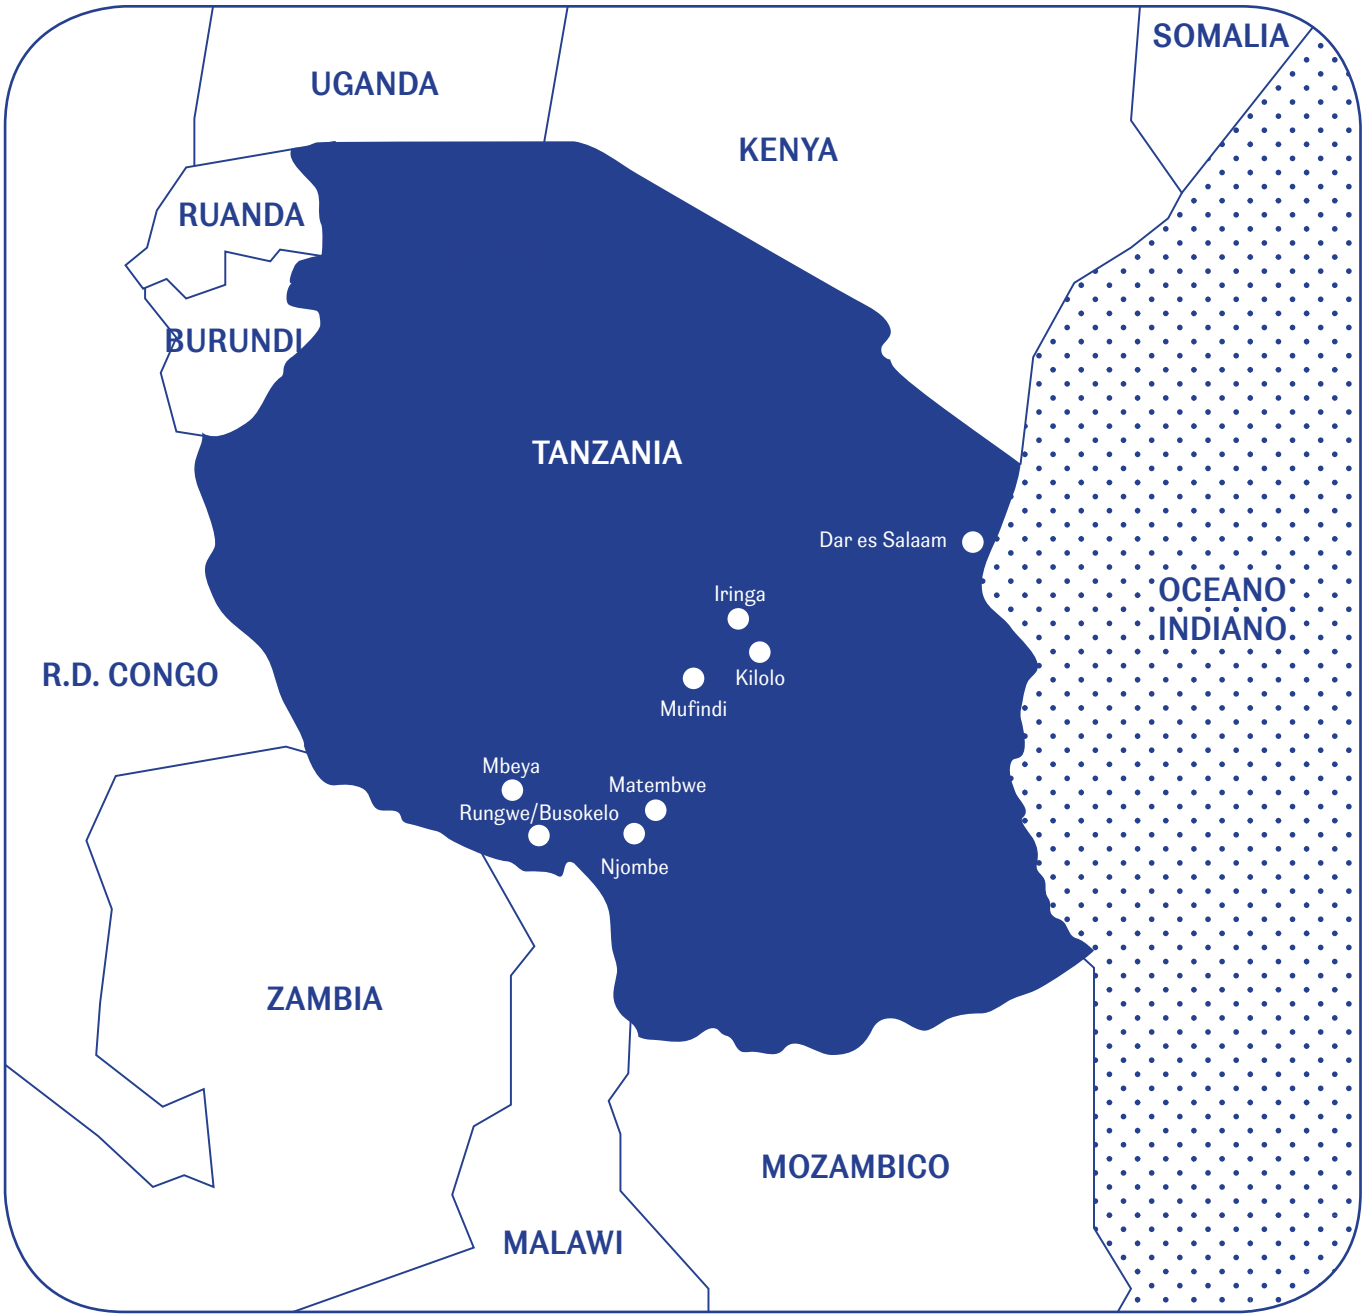 SOMALIA
UGANDA
KENYA
RUANDA
BURUNDI
TANZANIA
Dar es Salaam
Iringa
OCEANO
INDIANO
R.D. CONGO
Kilolo
Mufindi
Mbeya
Matembwe
Rungwe/Busokelo
Njombe
ZAMBIA
MOZAMBICO
MALAWI